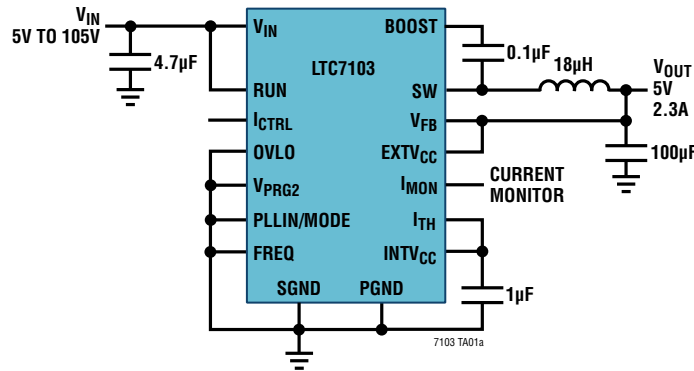 VIN
5V TO 105V
4.7µF
VIN
RUN
ICTRL
OVLO
VPRG2
PLLIN/MODE
FREQ
SGND
PGND
LTC7103
BOOST
SW
VFB
EXTVCC
IMON
ITH
INTVCC
0.1µF
18µH
VOUT
5V
2.3A
100µF
CURRENT
MONITOR
1µF
7103 TA01a